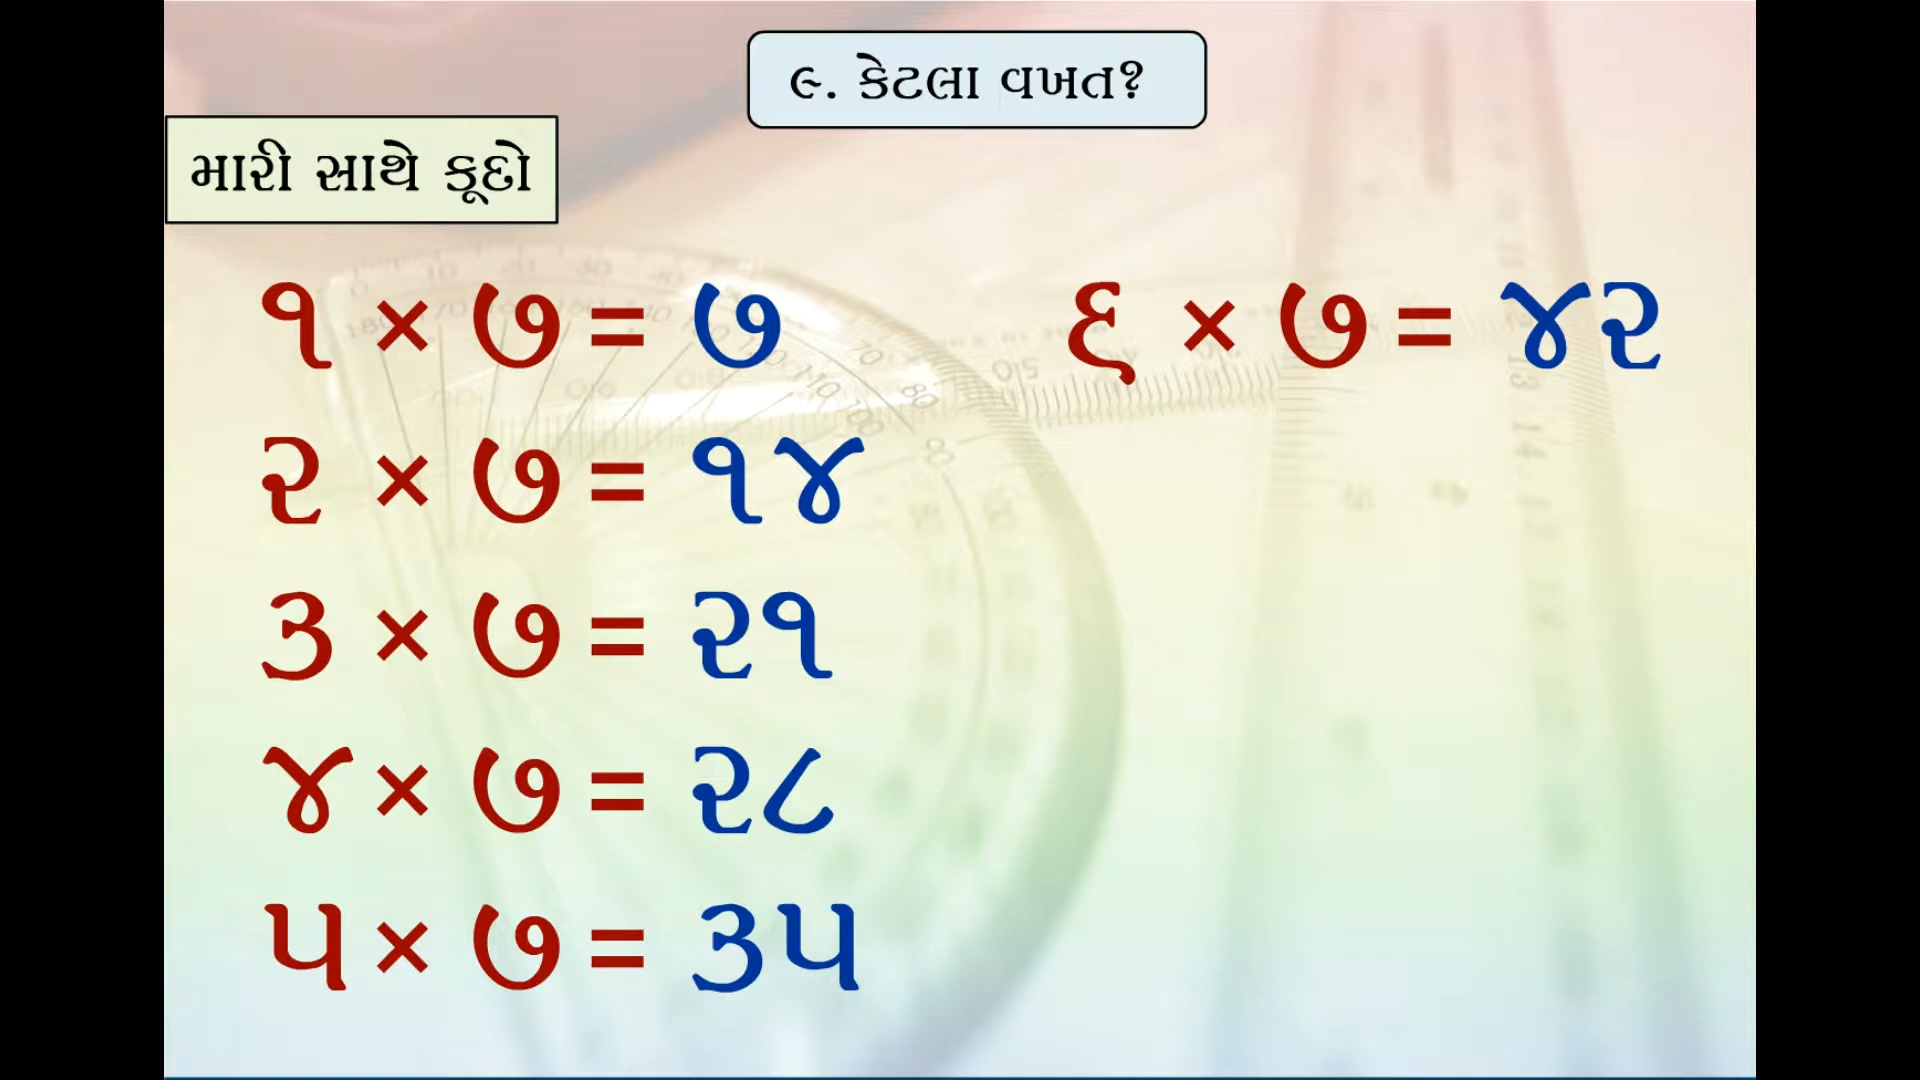 ૯. કેટલા વખત?
મારી સાથે કૂદો
૧ × ૭ = ૭
૨ × ૭ = ૧૪
૩ × ૭ = ૨૧
૪ × ૭ = ૨૮
૫ × ૭ = ૩૫
૬ × ૭ = ૪૨